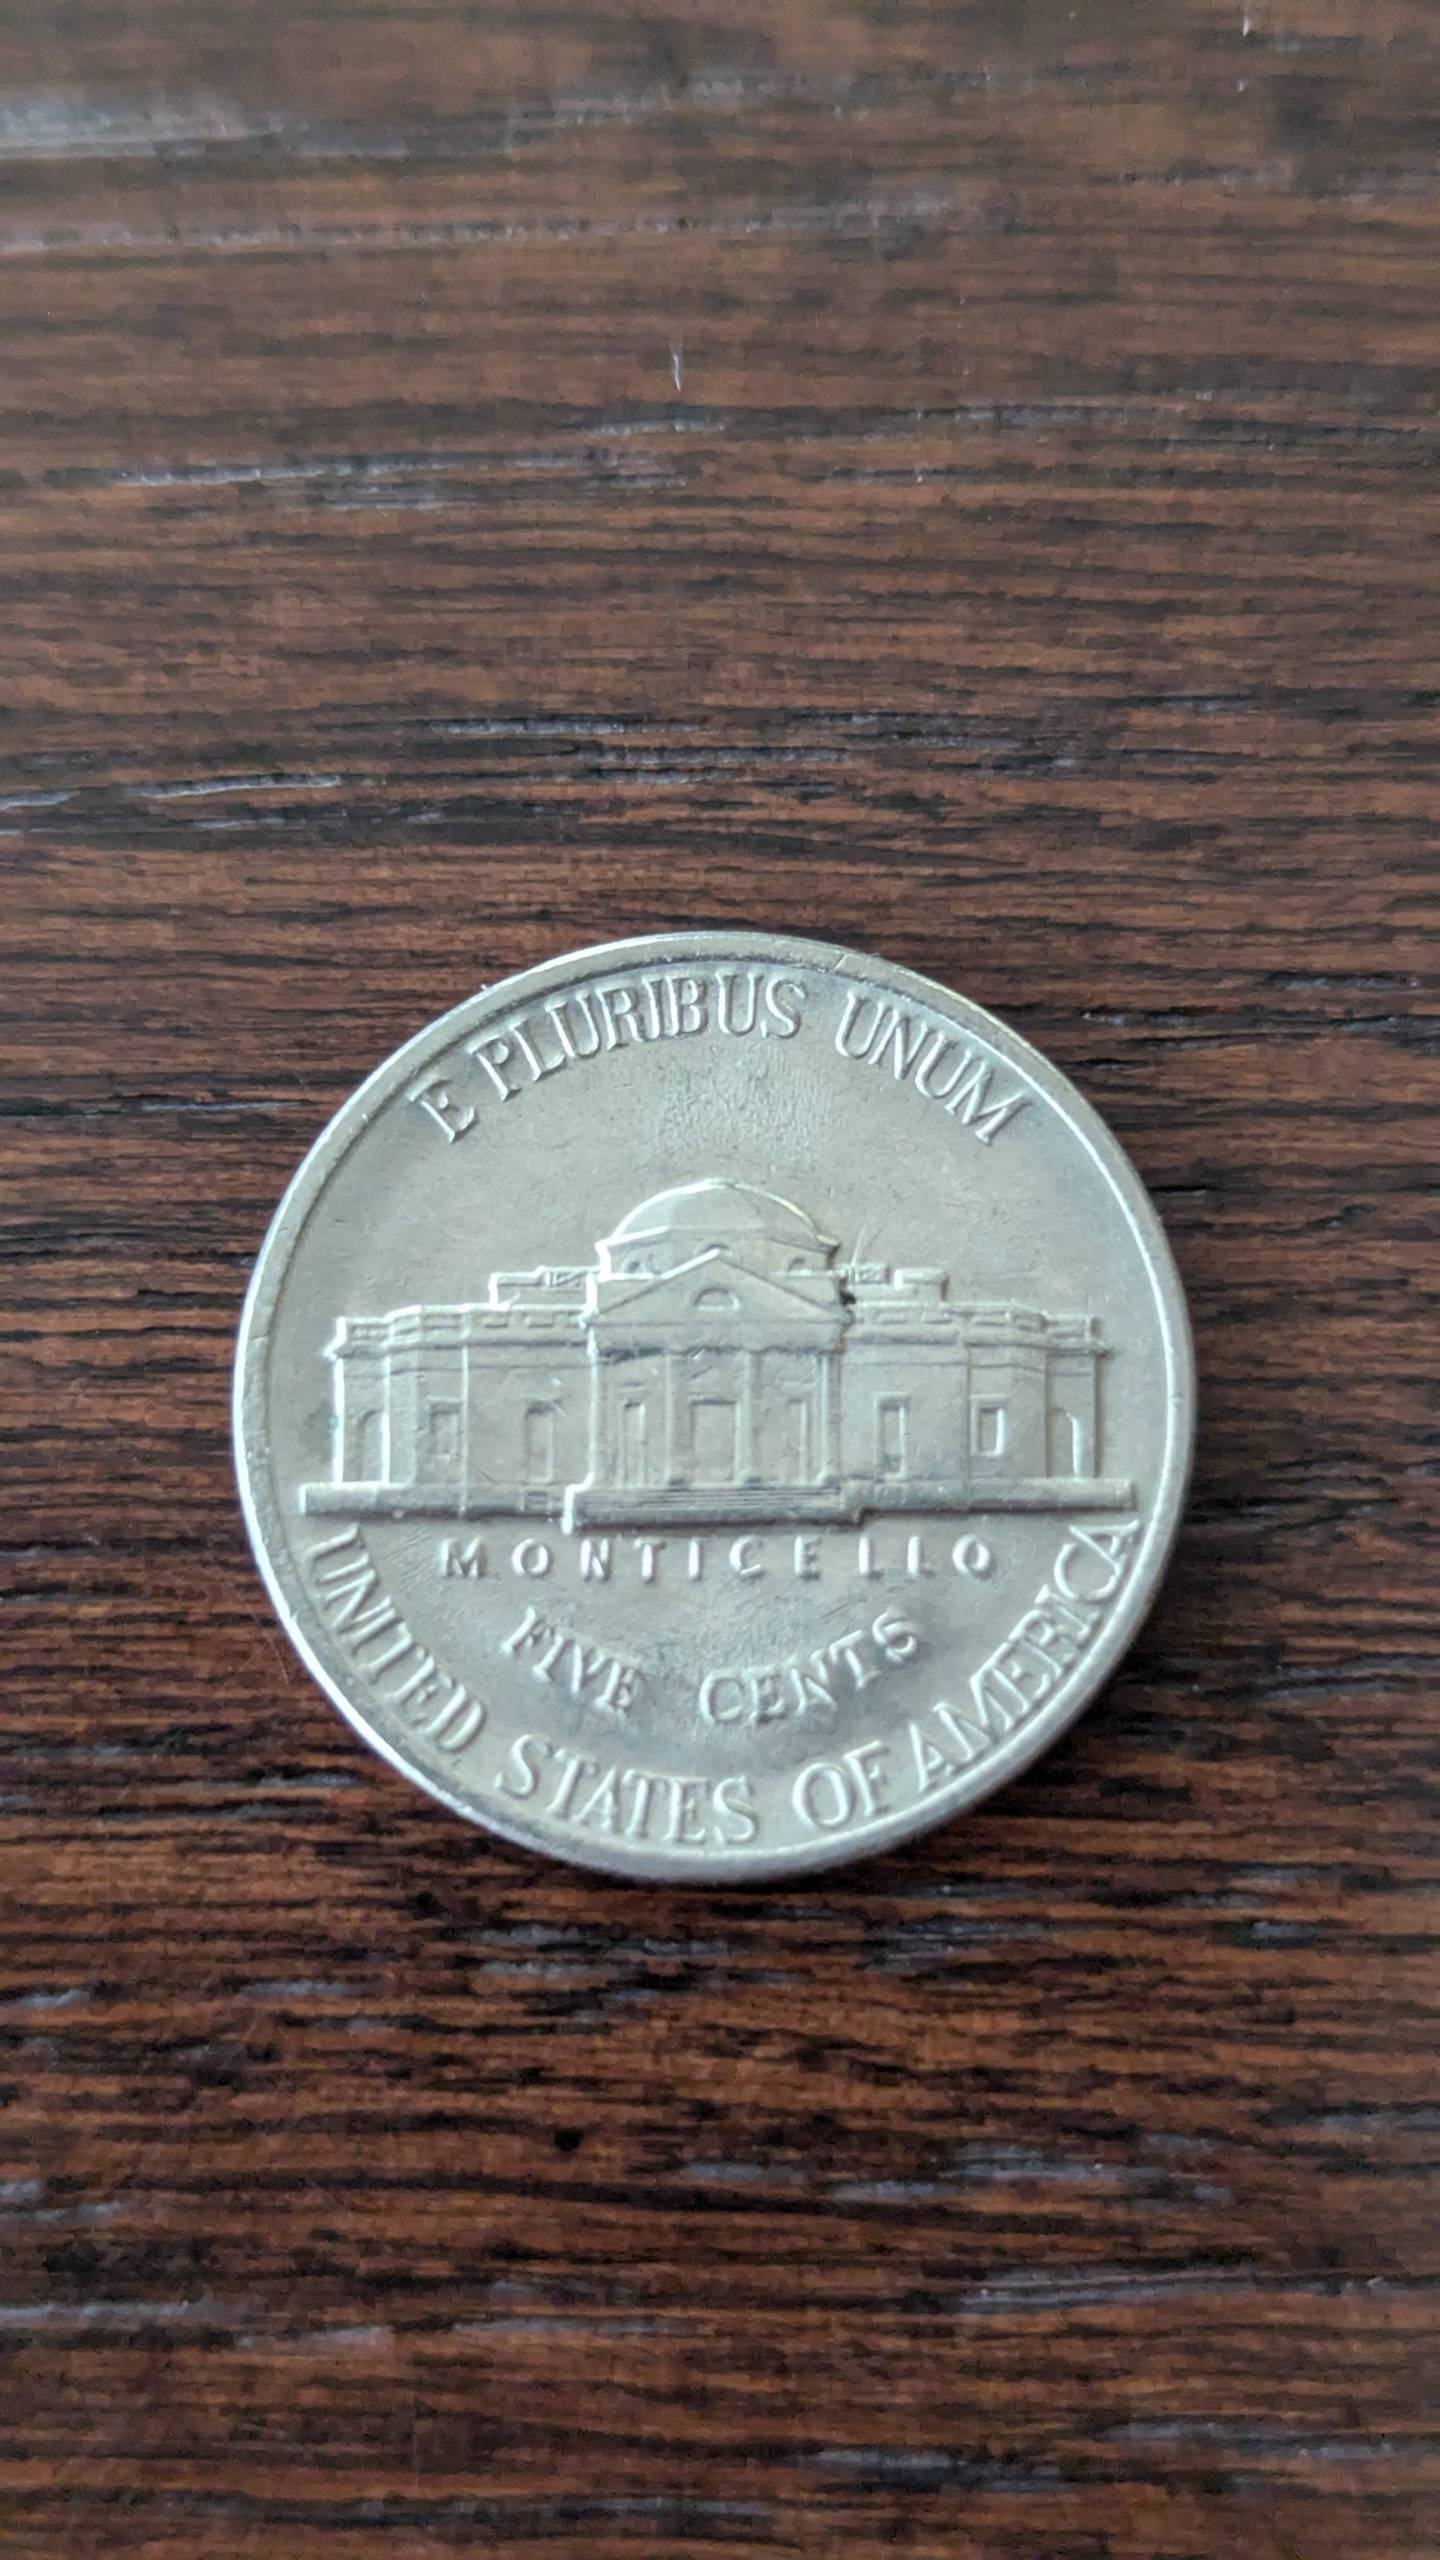 E PLURIBUS UNUM
MONTICELLO
FIVE CENTS
UNITED STATES OF AMERICA